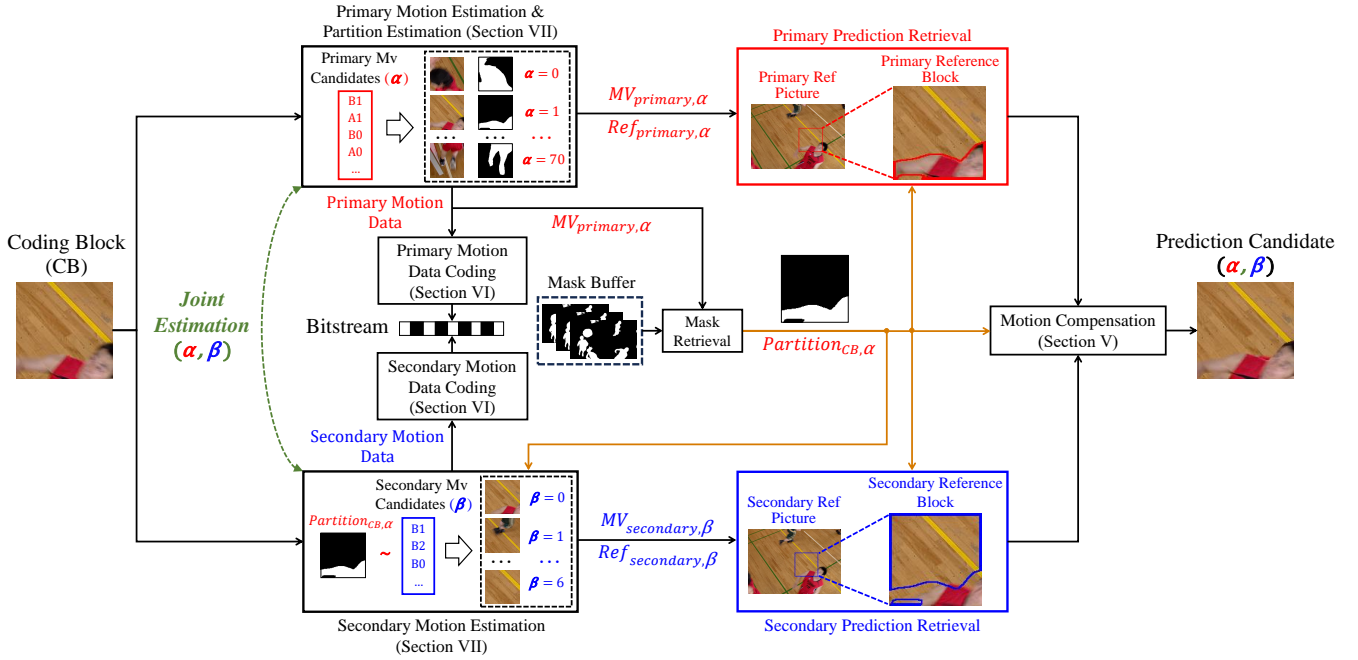 Primary Motion Estimation &
Partition Estimation (Section VII)
Primary Mv
Candidates (α)
B1
A1
B0
A0
...
α = 0
α = 1
... ... ...
α = 70
MV_primary,α
Ref_primary,α
Primary Prediction Retrieval
Primary Ref
Picture
Primary Reference
Block
Primary Motion
Data
MV_primary,α
Coding Block
(CB)
Joint
Estimation
(α, β)
Primary Motion
Data Coding
(Section VI)
Bitstream
Secondary Motion
Data Coding
(Section VI)
Mask Buffer
Mask
Retrieval
Partition_CB,α
Motion Compensation
(Section V)
Prediction Candidate
(α, β)
Secondary Motion
Data
Secondary Mv
Candidates (β)
Partition_CB,α
~
B1
B2
B0
...
β = 0
β = 1
... ...
β = 6
MV_secondary,β
Ref_secondary,β
Secondary Ref
Picture
Secondary Reference
Block
Secondary Motion Estimation
(Section VII)
Secondary Prediction Retrieval